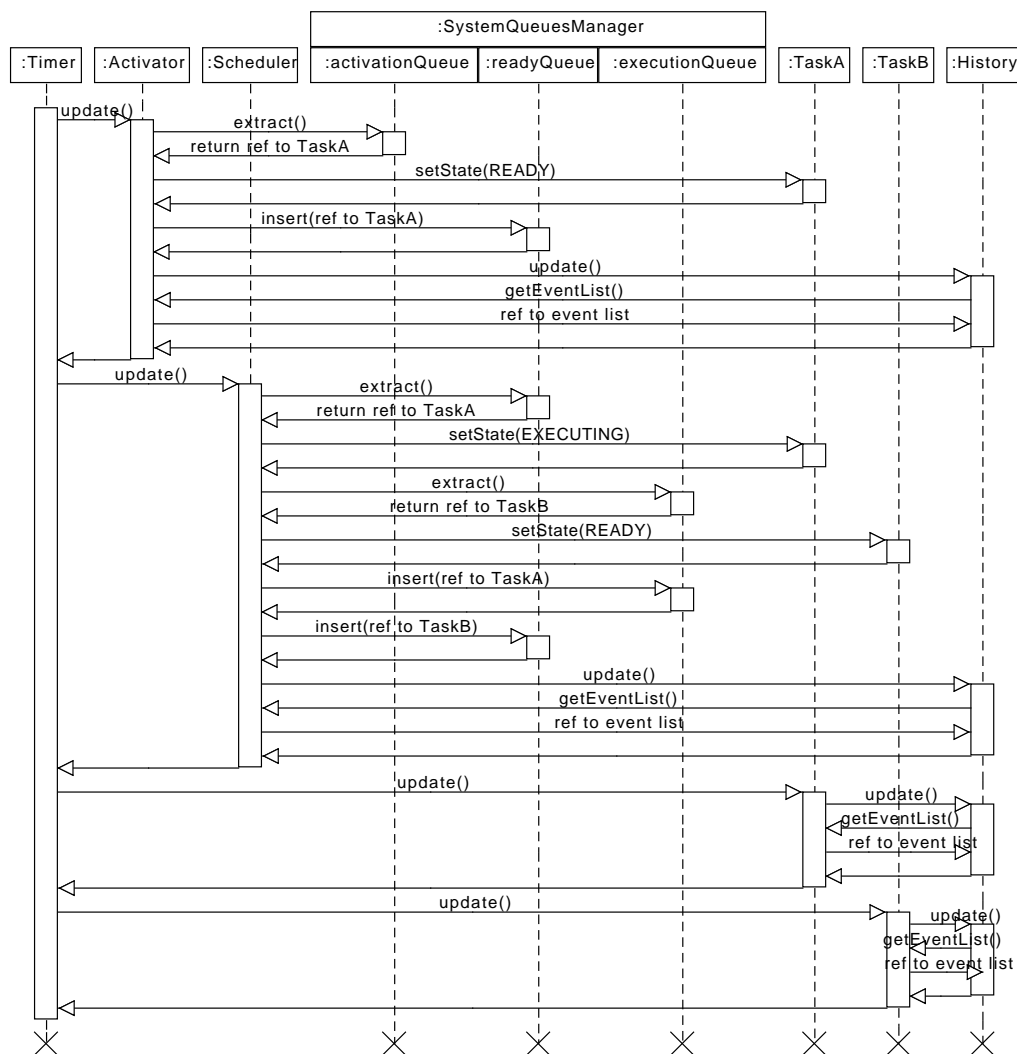 :SystemQueuesManager
:Timer :Activator :Scheduler :activationQueue :readyQueue :executionQueue :TaskA :TaskB :History
update()
extract()
return ref to TaskA
setState(READY)
insert(ref to TaskA)
update()
getEventList()
ref to event list
update()
extract()
return ref to TaskA
setState(EXECUTING)
extract()
return ref to TaskB
setState(READY)
insert(ref to TaskA)
insert(ref to TaskB)
update()
getEventList()
ref to event list
update()
update()
getEventList()
ref to event list
update()
update()
getEventList()
ref to event list